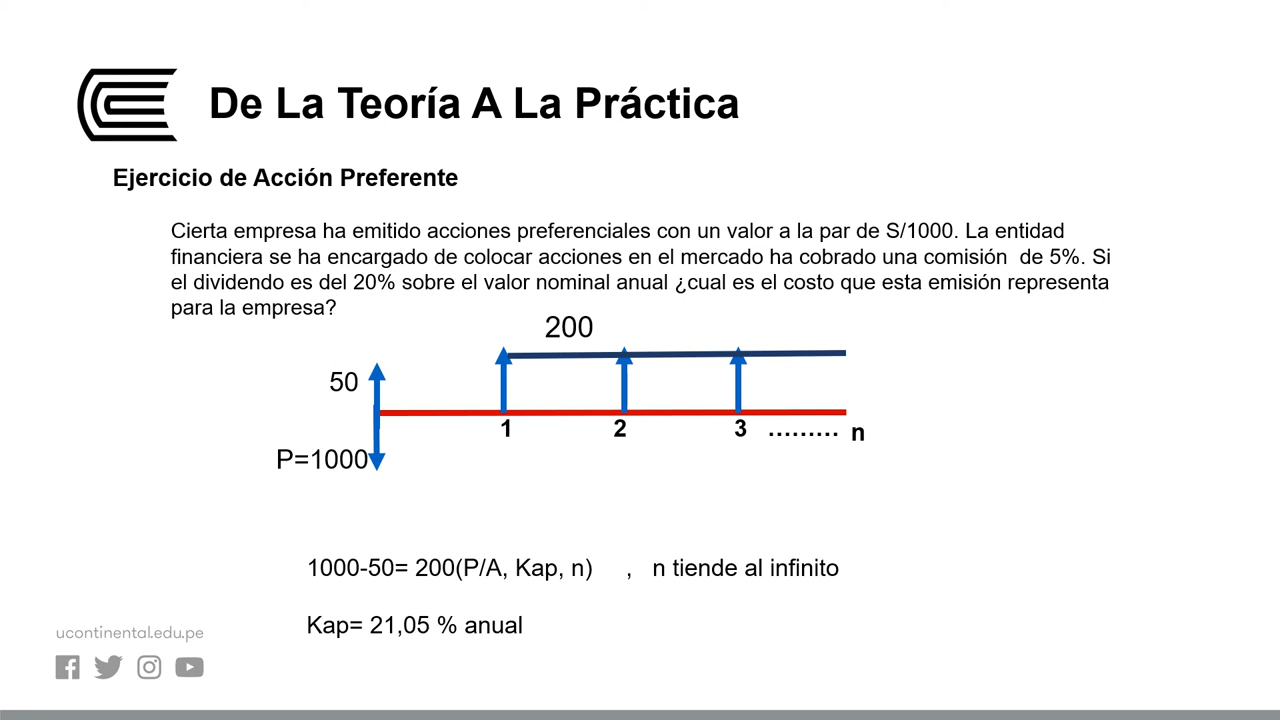 De La Teoría A La Práctica
Ejercicio de Acción Preferente
Cierta empresa ha emitido acciones preferenciales con un valor a la par de S/1000. La entidad
financiera se ha encargado de colocar acciones en el mercado ha cobrado una comisión  de 5%. Si
el dividendo es del 20% sobre el valor nominal anual ¿cual es el costo que esta emisión representa
para la empresa?
200
50
1 2 3 ......... n
P=1000
1000-50= 200(P/A, Kap, n) , n tiende al infinito
Kap= 21,05 % anual
ucontinental.edu.pe